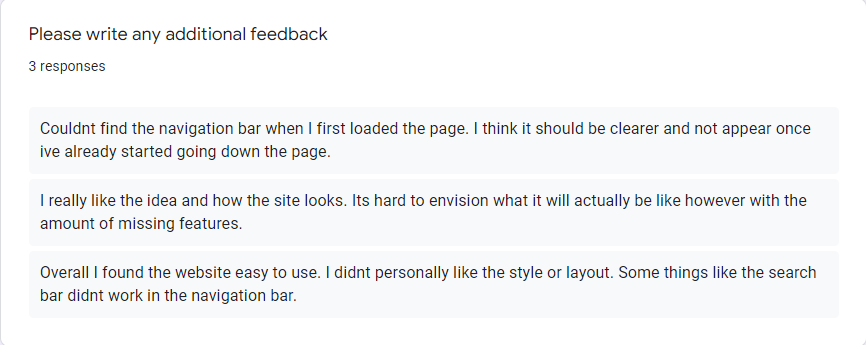 Please write any additional feedback
3 responses
Couldnt find the navigation bar when I first loaded the page. I think it should be clearer and not appear once
ive already started going down the page.
I really like the idea and how the site looks. Its hard to envision what it will actually be like however with the
amount of missing features.
Overall I found the website easy to use. I didnt personally like the style or layout. Some things like the search
bar didnt work in the navigation bar.